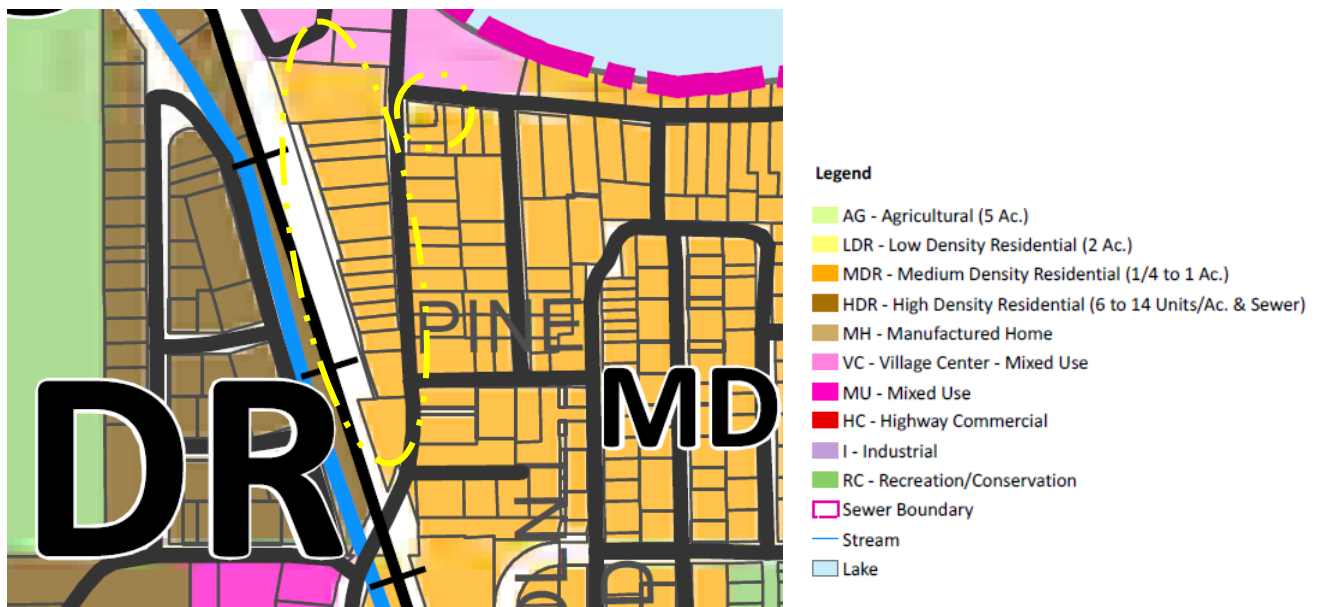 PINE
DR
MD
Legend
AG - Agricultural (5 Ac.)
LDR - Low Density Residential (2 Ac.)
MDR - Medium Density Residential (1/4 to 1 Ac.)
HDR - High Density Residential (6 to 14 Units/Ac. & Sewer)
MH - Manufactured Home
VC - Village Center - Mixed Use
MU - Mixed Use
HC - Highway Commercial
I - Industrial
RC - Recreation/Conservation
Sewer Boundary
Stream
Lake